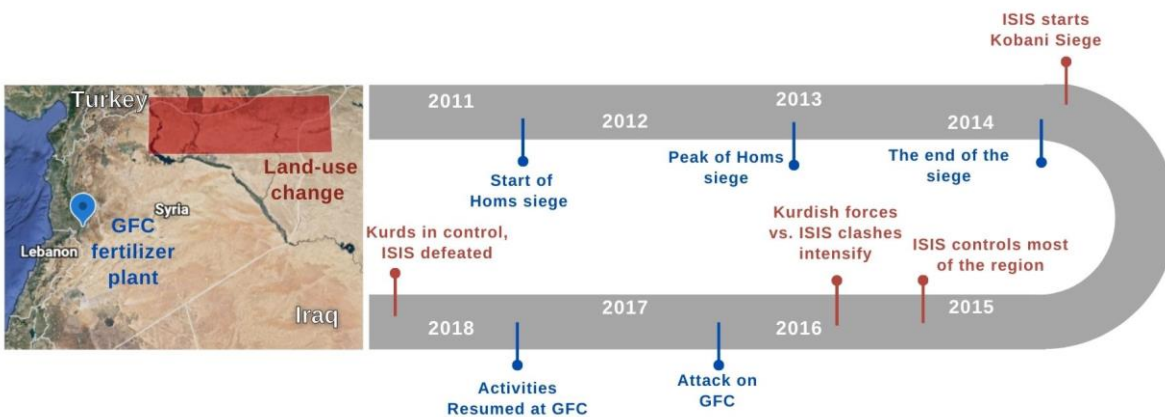 Turkey
Land-use
change
Syria
GFC
fertilizer
plant
Lebanon
Iraq
ISIS starts
Kobani Siege
2011
2012
2013
2014
Start of
Homs siege
Peak of Homs
siege
The end of the
siege
Kurds in control,
ISIS defeated
Kurdish forces
vs. ISIS clashes
intensify
ISIS controls most
of the region
2018
2017
2016
2015
Activities
Resumed at GFC
Attack on
GFC